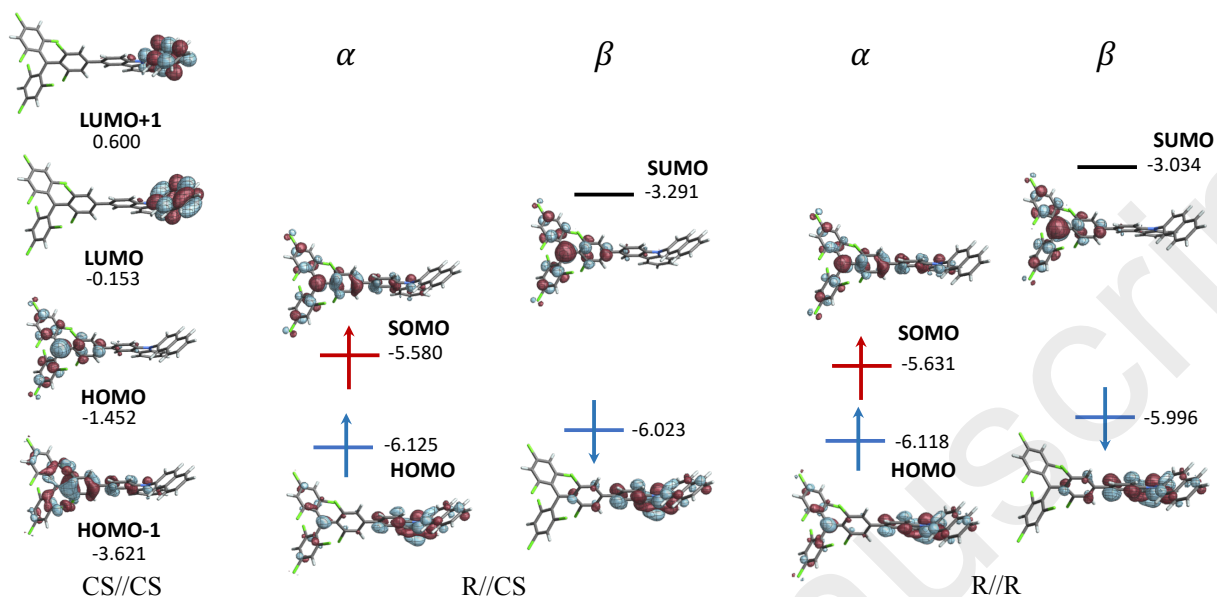 α
β
α
β
LUMO+1
0.600
LUMO
-0.153
HOMO
-1.452
HOMO-1
-3.621
CS//CS
SUMO
-3.291
SOMO
-5.580
-6.125
HOMO
-6.023
R//CS
SUMO
-3.034
SOMO
-5.631
-6.118
HOMO
-5.996
R//R